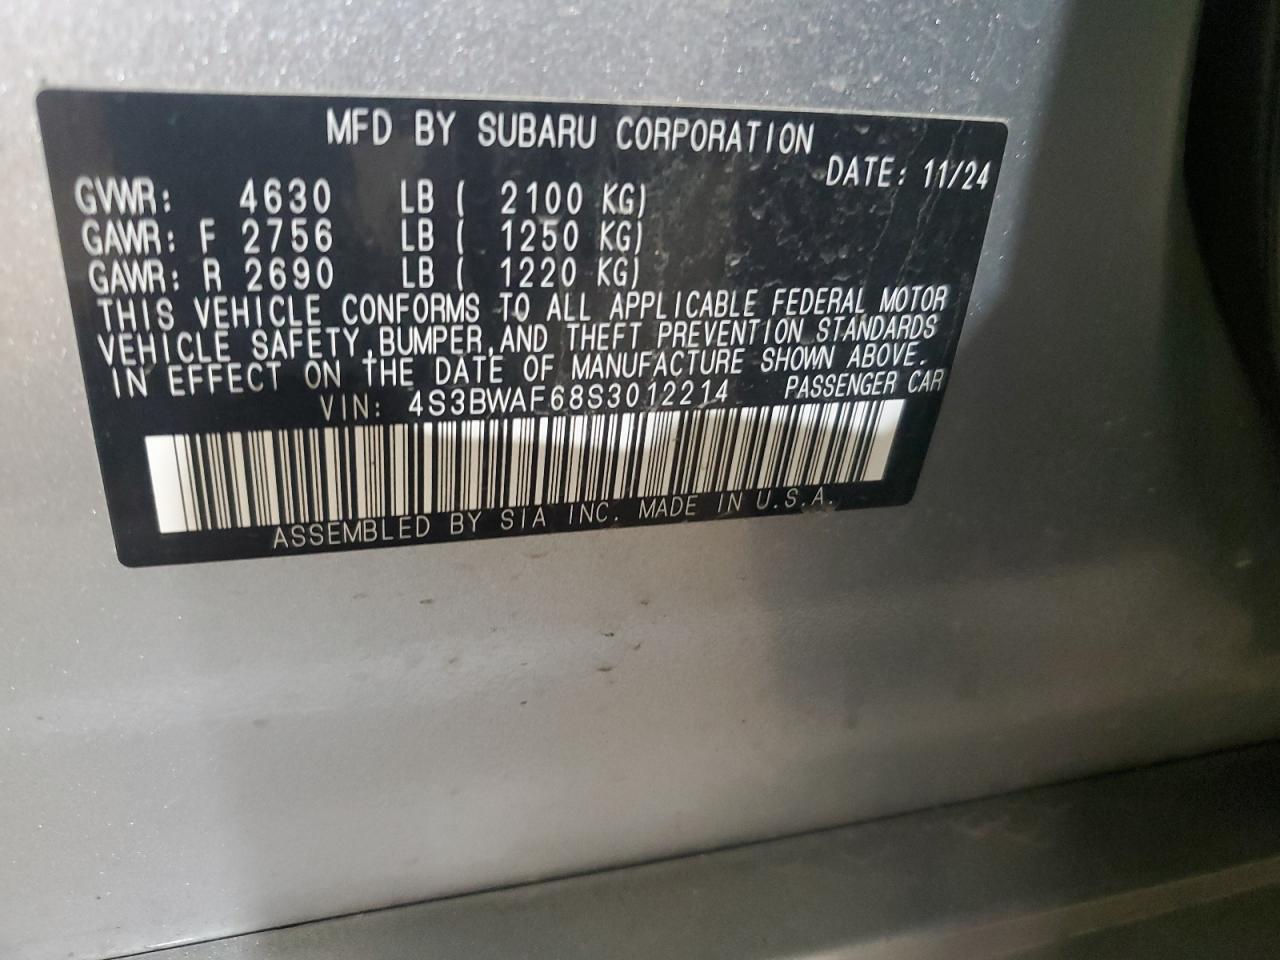 MFD BY SUBARU CORPORATION
DATE: 11/24
GVWR: 4630 LB ( 2100 KG)
GAWR: F 2756 LB ( 1250 KG)
GAWR: R 2690 LB ( 1220 KG)
THIS VEHICLE CONFORMS TO ALL APPLICABLE FEDERAL MOTOR
VEHICLE SAFETY,BUMPER,AND THEFT PREVENTION STANDARDS
IN EFFECT ON THE DATE OF MANUFACTURE SHOWN ABOVE.
VIN: 4S3BWAF68S3012214 PASSENGER CAR
ASSEMBLED BY SIA INC. MADE IN U.S.A.